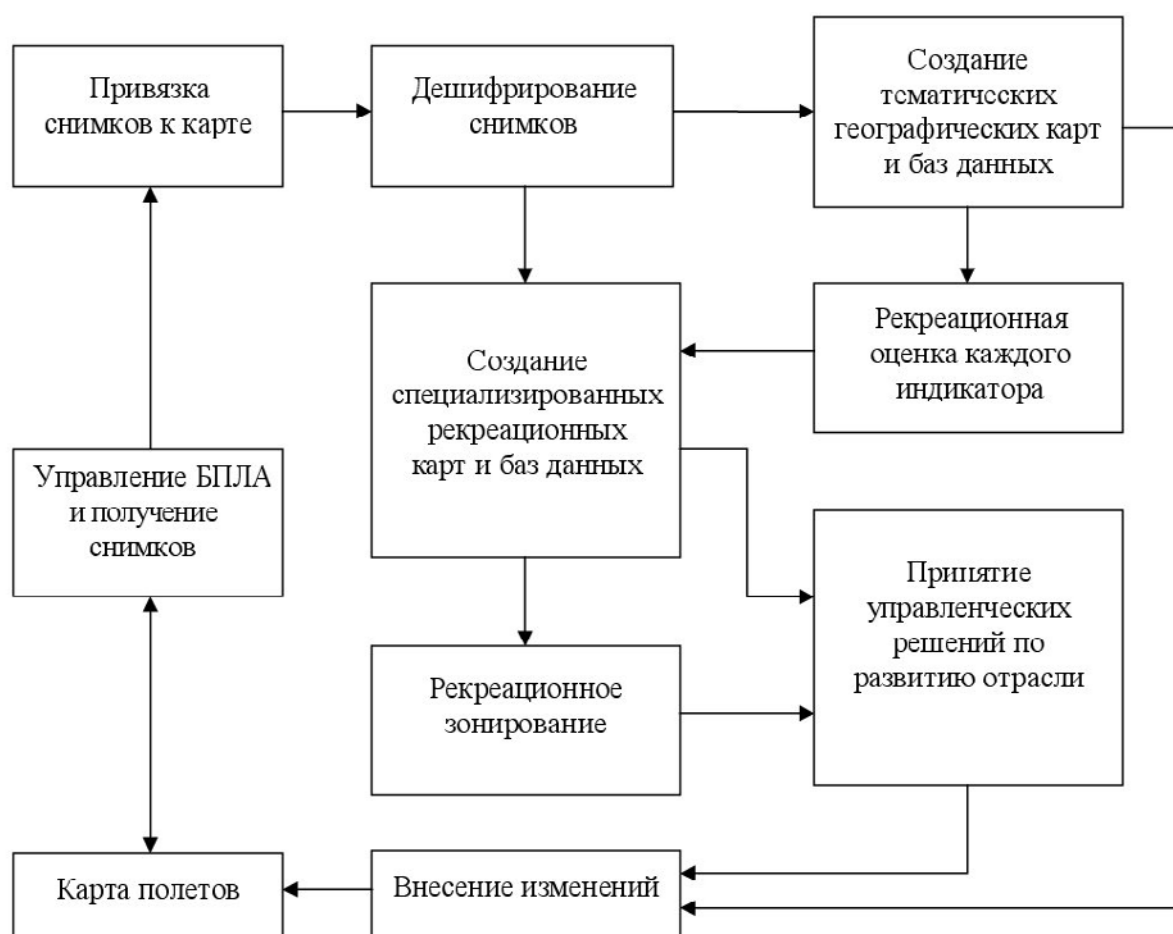 Привязка
снимков к карте
Дешифрирование
снимков
Создание
тематических
географических карт
и баз данных
Создание
специализированных
рекреационных
карт и баз данных
Рекреационная
оценка каждого
индикатора
Управление БПЛА
и получение
снимков
Принятие
управленческих
решений по
развитию отрасли
Рекреационное
зонирование
Карта полетов
Внесение изменений